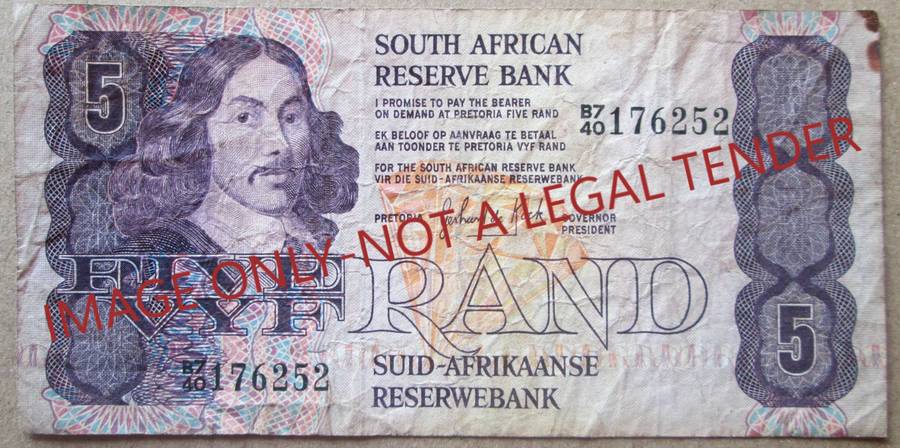 5
SOUTH AFRICAN
RESERVE BANK
I PROMISE TO PAY THE BEARER
ON DEMAND AT PRETORIA FIVE RAND
B7
40 176252
EK BELOOF OP AANVRAAG TE BETAAL
AAN TOONDER TE PRETORIA VYF RAND
FOR THE SOUTH AFRICAN RESERVE BANK
VIR DIE SUID-AFRIKAANSE RESERWEBANK
PRETORIA Gerhard de Kock GOVERNOR
PRESIDENT
IMAGE ONLY-NOT A LEGAL TENDER
FIVE
VYF
RAND
5
B7
40 176252
SUID-AFRIKAANSE
RESERWEBANK